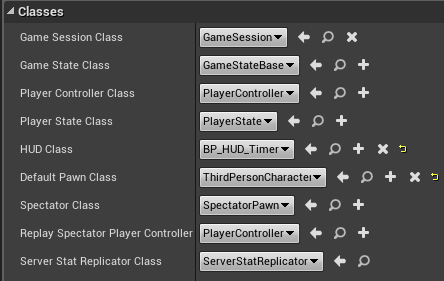 Classes
Game Session Class GameSession
Game State Class GameStateBase
Player Controller Class PlayerController
Player State Class PlayerState
HUD Class BP_HUD_Timer
Default Pawn Class ThirdPersonCharacter
Spectator Class SpectatorPawn
Replay Spectator Player Controller PlayerController
Server Stat Replicator Class ServerStatReplicator